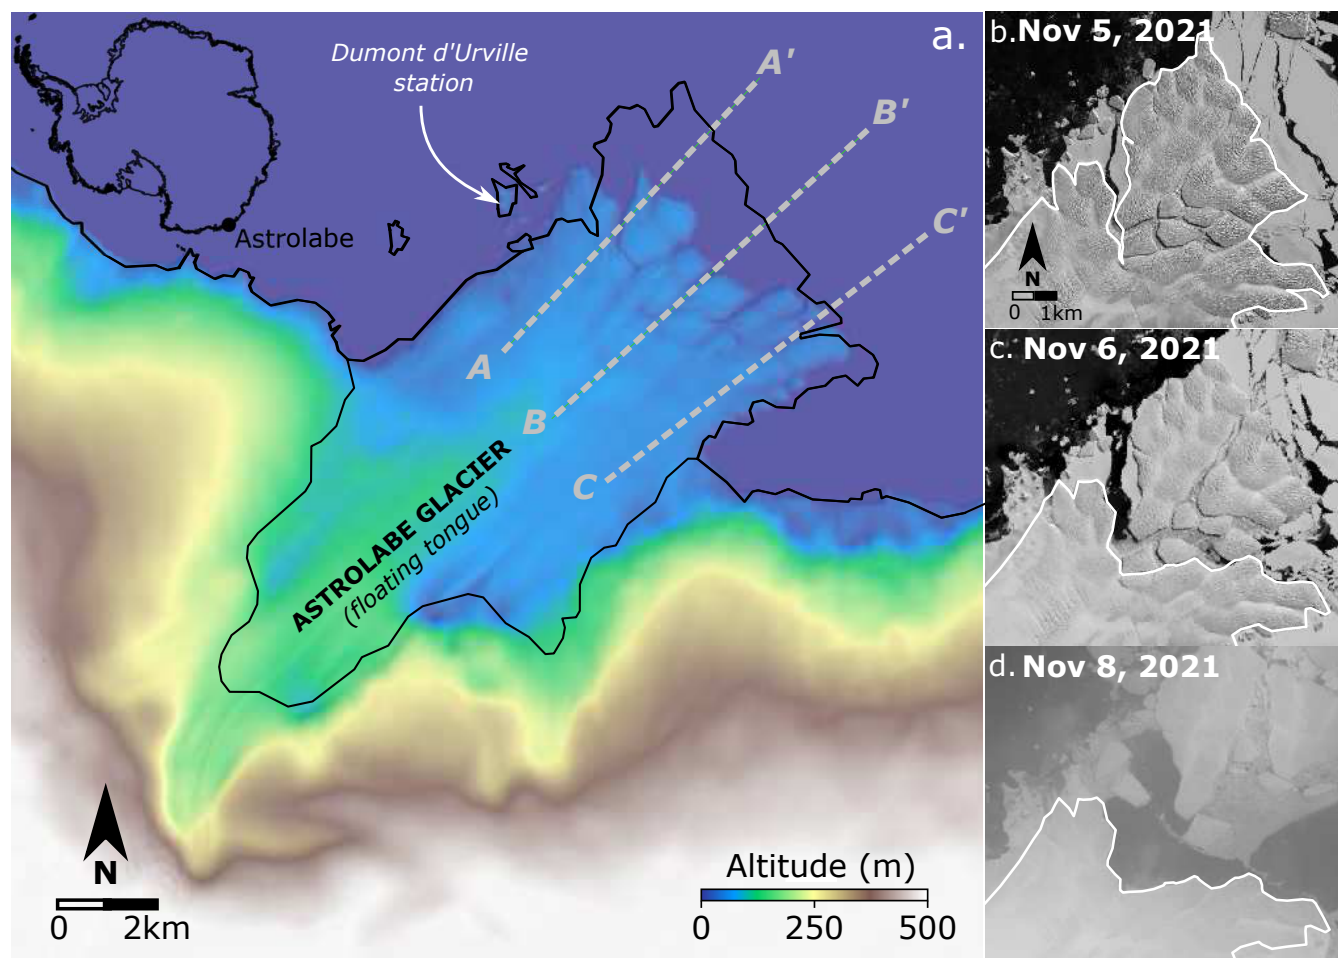 a.
Dumont d'Urville
station
Astrolabe
A'
B'
C'
A
B
C
ASTROLABE GLACIER
(floating tongue)
N
0 2km
Altitude (m)
0 250 500
b. Nov 5, 2021
N
0 1km
c. Nov 6, 2021
d. Nov 8, 2021